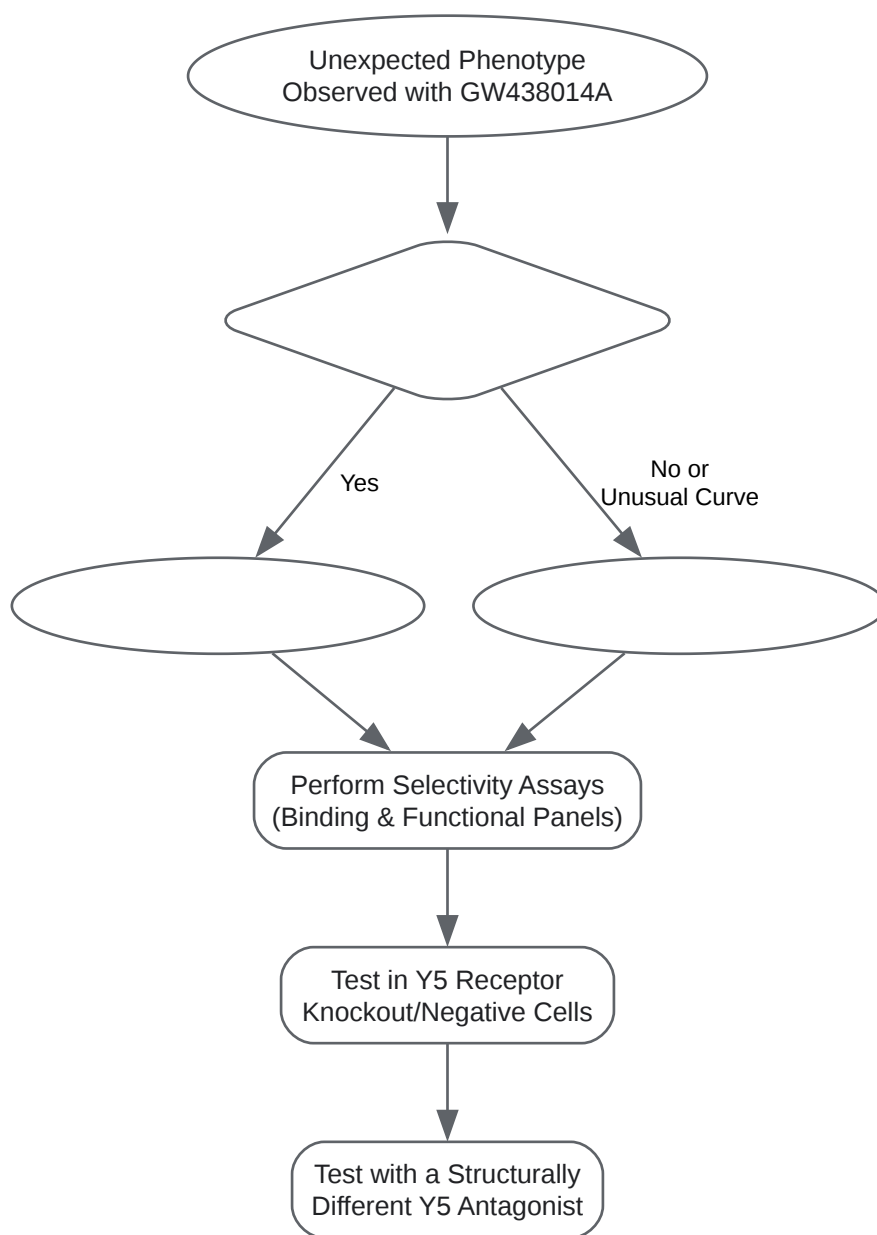 Unexpected Phenotype
Observed with GW438014A
Yes
No or
Unusual Curve
Perform Selectivity Assays
(Binding & Functional Panels)
Test in Y5 Receptor
Knockout/Negative Cells
Test with a Structurally
Different Y5 Antagonist